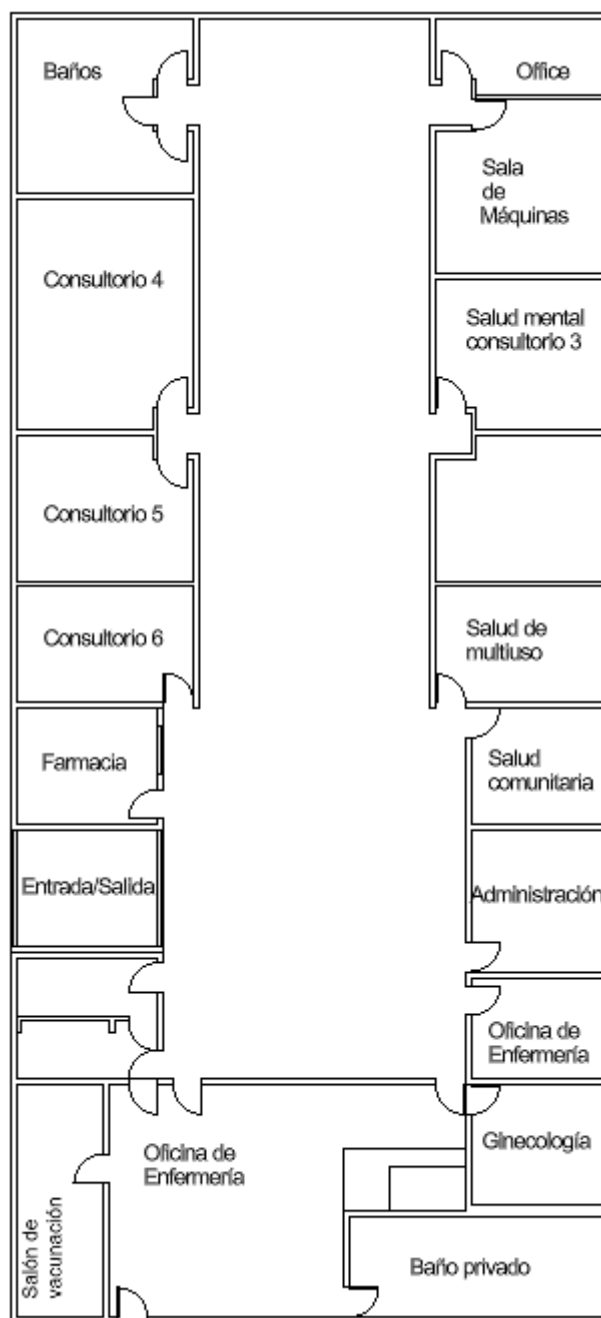 Baños
Office
Sala
de
Máquinas
Consultorio 4
Salud mental
consultorio 3
Consultorio 5
Consultorio 6
Salud de
multiuso
Farmacia
Salud
comunitaria
Entrada/Salida
Administración
Oficina de
Enfermería
Oficina de
Enfermería
Ginecología
Salón de
vacunación
Baño privado